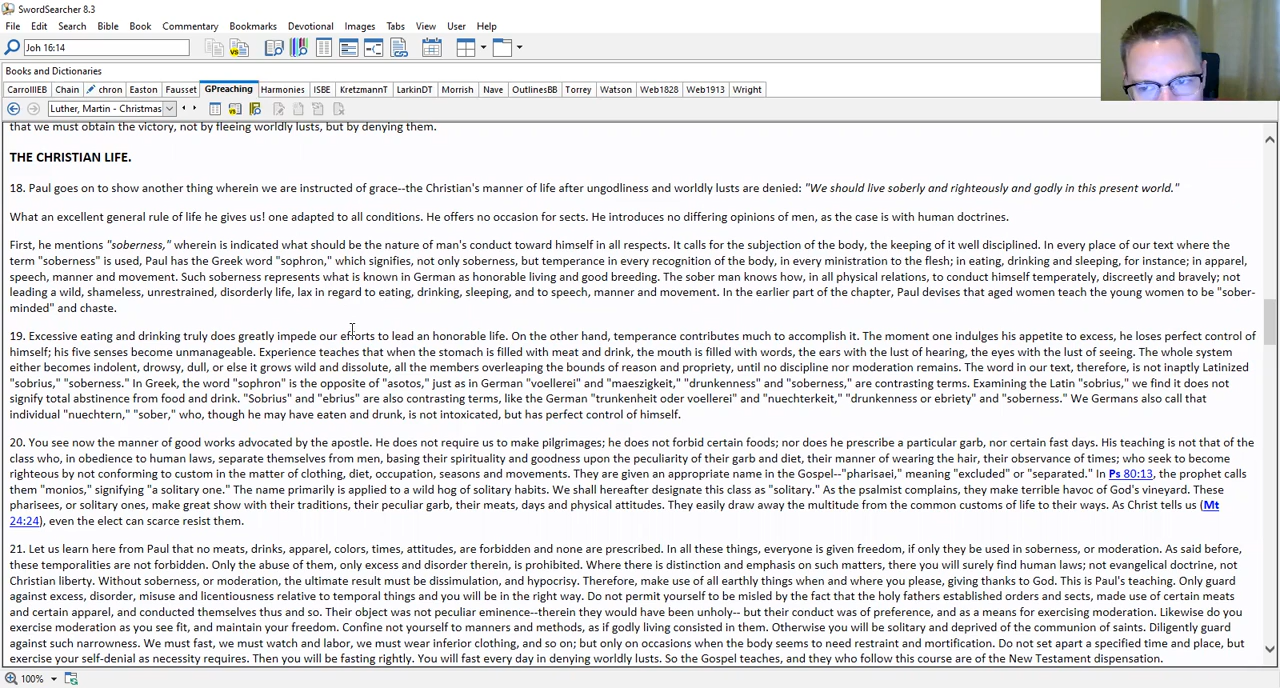 SwordSearcher 8.3
File Edit Search Bible Book Commentary Bookmarks Devotional Images Tabs View User Help
Joh 16:14
Books and Dictionaries
CarrollIEB Chain chron Easton Fausset GPreaching Harmonies ISBE KretzmannT LarkinDT Morrish Nave OutlinesBB Torrey Watson Web1828 Web1913 Wright
Luther, Martin - Christmas
that we must obtain the victory, not by fleeing worldly lusts, but by denying them.
THE CHRISTIAN LIFE.
18. Paul goes on to show another thing wherein we are instructed of grace--the Christian's manner of life after ungodliness and worldly lusts are denied: "We should live soberly and righteously and godly in this present world."
What an excellent general rule of life he gives us! one adapted to all conditions. He offers no occasion for sects. He introduces no differing opinions of men, as the case is with human doctrines.
First, he mentions "soberness," wherein is indicated what should be the nature of man's conduct toward himself in all respects. It calls for the subjection of the body, the keeping of it well disciplined. In every place of our text where the
term "soberness" is used, Paul has the Greek word "sophron," which signifies, not only soberness, but temperance in every recognition of the body, in every ministration to the flesh; in eating, drinking and sleeping, for instance; in apparel,
speech, manner and movement. Such soberness represents what is known in German as honorable living and good breeding. The sober man knows how, in all physical relations, to conduct himself temperately, discreetly and bravely; not
leading a wild, shameless, unrestrained, disorderly life, lax in regard to eating, drinking, sleeping, and to speech, manner and movement. In the earlier part of the chapter, Paul devises that aged women teach the young women to be "sober-
minded" and chaste.
19. Excessive eating and drinking truly does greatly impede our efforts to lead an honorable life. On the other hand, temperance contributes much to accomplish it. The moment one indulges his appetite to excess, he loses perfect control of
himself; his five senses become unmanageable. Experience teaches that when the stomach is filled with meat and drink, the mouth is filled with words, the ears with the lust of hearing, the eyes with the lust of seeing. The whole system
either becomes indolent, drowsy, dull, or else it grows wild and dissolute, all the members overleaping the bounds of reason and propriety, until no discipline nor moderation remains. The word in our text, therefore, is not inaptly Latinized
"sobrius," "soberness." In Greek, the word "sophron" is the opposite of "asotos," just as in German "voellerei" and "maeszigkeit," "drunkenness" and "soberness," are contrasting terms. Examining the Latin "sobrius," we find it does not
signify total abstinence from food and drink. "Sobrius" and "ebrius" are also contrasting terms, like the German "trunkenheit oder voellerei" and "nuechterkeit," "drunkenness or ebriety" and "soberness." We Germans also call that
individual "nuechtern," "sober," who, though he may have eaten and drunk, is not intoxicated, but has perfect control of himself.
20. You see now the manner of good works advocated by the apostle. He does not require us to make pilgrimages; he does not forbid certain foods; nor does he prescribe a particular garb, nor certain fast days. His teaching is not that of the
class who, in obedience to human laws, separate themselves from men, basing their spirituality and goodness upon the peculiarity of their garb and diet, their manner of wearing the hair, their observance of times; who seek to become
righteous by not conforming to custom in the matter of clothing, diet, occupation, seasons and movements. They are given an appropriate name in the Gospel--"pharisaei," meaning "excluded" or "separated." In Ps 80:13, the prophet calls
them "monios," signifying "a solitary one." The name primarily is applied to a wild hog of solitary habits. We shall hereafter designate this class as "solitary." As the psalmist complains, they make terrible havoc of God's vineyard. These
pharisees, or solitary ones, make great show with their traditions, their peculiar garb, their meats, days and physical attitudes. They easily draw away the multitude from the common customs of life to their ways. As Christ tells us (Mt
24:24), even the elect can scarce resist them.
21. Let us learn here from Paul that no meats, drinks, apparel, colors, times, attitudes, are forbidden and none are prescribed. In all these things, everyone is given freedom, if only they be used in soberness, or moderation. As said before,
these temporalities are not forbidden. Only the abuse of them, only excess and disorder therein, is prohibited. Where there is distinction and emphasis on such matters, there you will surely find human laws; not evangelical doctrine, not
Christian liberty. Without soberness, or moderation, the ultimate result must be dissimulation, and hypocrisy. Therefore, make use of all earthly things when and where you please, giving thanks to God. This is Paul's teaching. Only guard
against excess, disorder, misuse and licentiousness relative to temporal things and you will be in the right way. Do not permit yourself to be misled by the fact that the holy fathers established orders and sects, made use of certain meats
and certain apparel, and conducted themselves thus and so. Their object was not peculiar eminence--therein they would have been unholy-- but their conduct was of preference, and as a means for exercising moderation. Likewise do you
exercise moderation as you see fit, and maintain your freedom. Confine not yourself to manners and methods, as if godly living consisted in them. Otherwise you will be solitary and deprived of the communion of saints. Diligently guard
against such narrowness. We must fast, we must watch and labor, we must wear inferior clothing, and so on; but only on occasions when the body seems to need restraint and mortification. Do not set apart a specified time and place, but
exercise your self-denial as necessity requires. Then you will be fasting rightly. You will fast every day in denying worldly lusts. So the Gospel teaches, and they who follow this course are of the New Testament dispensation.
100%